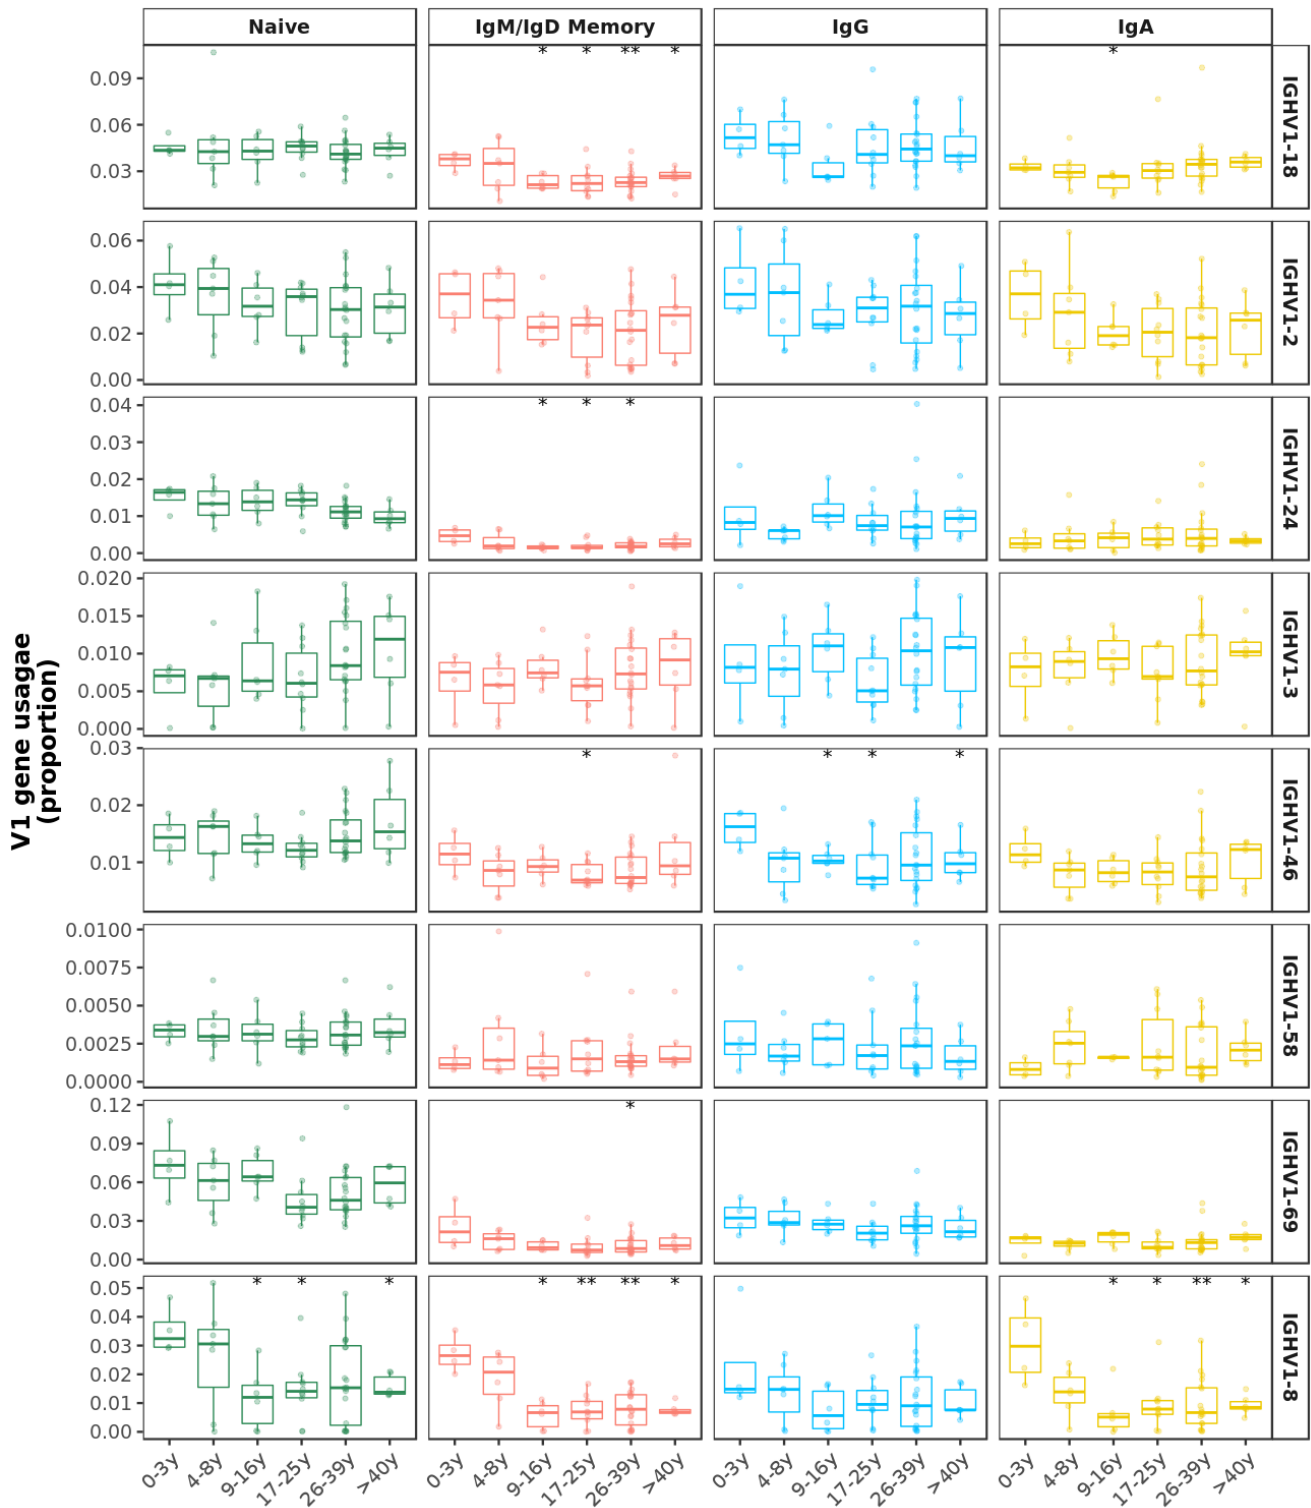 Naive IgM/IgD Memory IgG IgA
V1 gene usagae
(proportion)
* * ** * *
0.09
0.06
0.03
IGHV1-18
0.06
0.04
0.02
0.00
IGHV1-2
* * *
0.04
0.03
0.02
0.01
0.00
IGHV1-24
0.020
0.015
0.010
0.005
0.000
IGHV1-3
* * * *
0.03
0.02
0.01
IGHV1-46
0.0100
0.0075
0.0050
0.0025
0.0000
IGHV1-58
*
0.12
0.09
0.06
0.03
0.00
IGHV1-69
* * * * ** ** * * * ** *
0.05
0.04
0.03
0.02
0.01
0.00
IGHV1-8
0-3y 4-8y 9-16y 17-25y 26-39y >40y 0-3y 4-8y 9-16y 17-25y 26-39y >40y 0-3y 4-8y 9-16y 17-25y 26-39y >40y 0-3y 4-8y 9-16y 17-25y 26-39y >40y